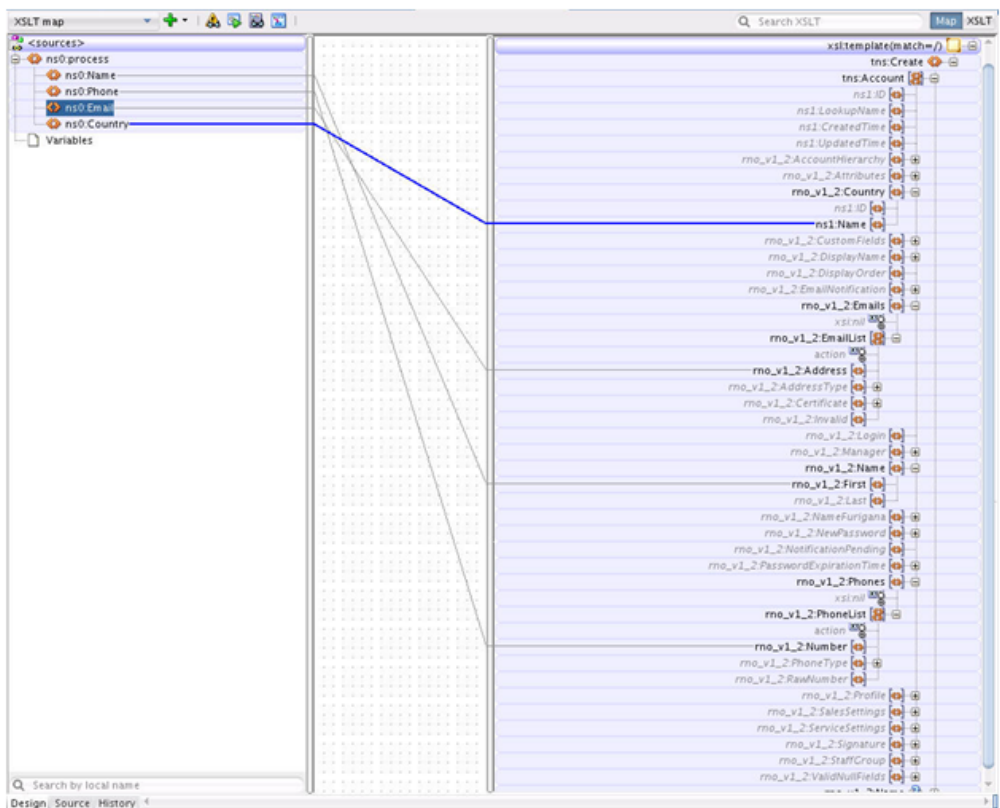 XSLT map
Search XSLT
Map XSLT
<sources>
ns0:process
ns0:Name
ns0:Phone
ns0:Email
ns0:Country
Variables
xsl:template(match=/)
tns:Create
tns:Account
ns1:ID
ns1:LookupName
ns1:CreatedTime
ns1:UpdatedTime
rno_v1_2:AccountHierarchy
rno_v1_2:Attributes
rno_v1_2:Country
ns1:ID
ns1:Name
rno_v1_2:CustomFields
rno_v1_2:DisplayName
rno_v1_2:DisplayOrder
rno_v1_2:EmailNotification
rno_v1_2:Emails
xsi:nil
rno_v1_2:EmailList
action
rno_v1_2:Address
rno_v1_2:AddressType
rno_v1_2:Certificate
rno_v1_2:Invalid
rno_v1_2:Login
rno_v1_2:Manager
rno_v1_2:Name
rno_v1_2:First
rno_v1_2:Last
rno_v1_2:NameFurigana
rno_v1_2:NewPassword
rno_v1_2:NotificationPending
rno_v1_2:PasswordExpirationTime
rno_v1_2:Phones
xsi:nil
rno_v1_2:PhoneList
action
rno_v1_2:Number
rno_v1_2:PhoneType
rno_v1_2:RawNumber
rno_v1_2:Profile
rno_v1_2:SalesSettings
rno_v1_2:ServiceSettings
rno_v1_2:Signature
rno_v1_2:StaffGroup
rno_v1_2:ValidNullFields
Search by local name
Design Source History